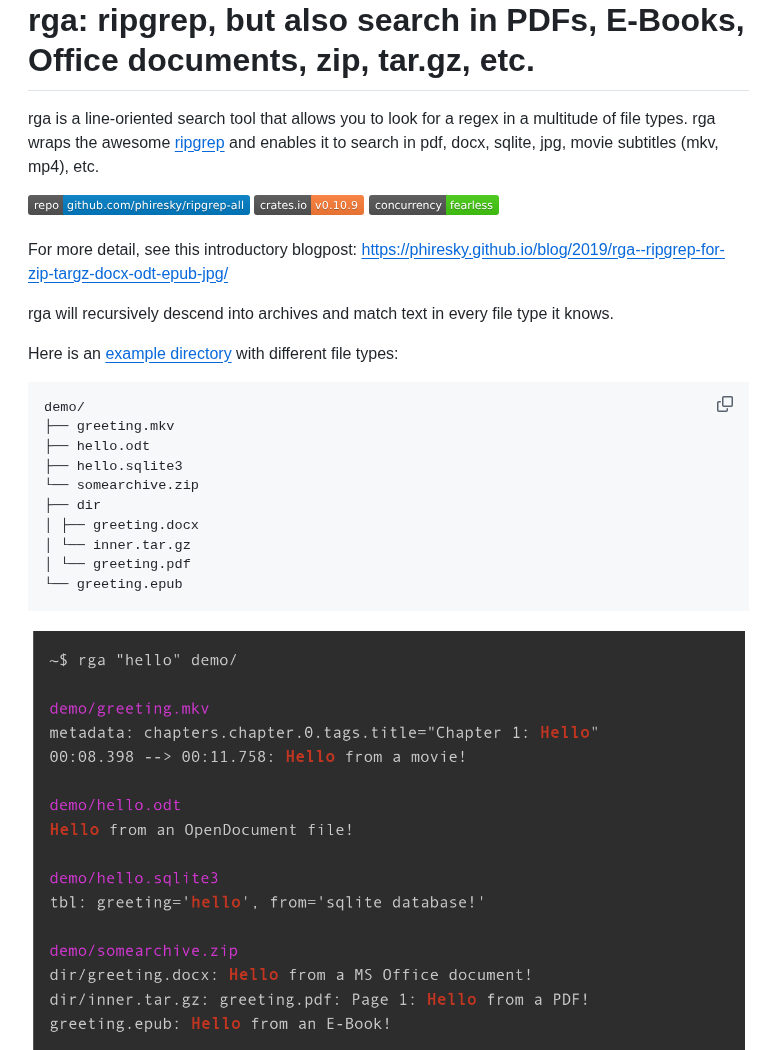 rga: ripgrep, but also search in PDFs, E-Books,
Office documents, zip, tar.gz, etc.
rga is a line-oriented search tool that allows you to look for a regex in a multitude of file types. rga
wraps the awesome ripgrep and enables it to search in pdf, docx, sqlite, jpg, movie subtitles (mkv,
mp4), etc.
repo github.com/phiresky/ripgrep-all crates.io v0.10.9 concurrency fearless
For more detail, see this introductory blogpost: https://phiresky.github.io/blog/2019/rga--ripgrep-for-
zip-targz-docx-odt-epub-jpg/
rga will recursively descend into archives and match text in every file type it knows.
Here is an example directory with different file types:
demo/
├── greeting.mkv
├── hello.odt
├── hello.sqlite3
└── somearchive.zip
├── dir
│ ├── greeting.docx
│ └── inner.tar.gz
│ └── greeting.pdf
└── greeting.epub
~$ rga "hello" demo/
demo/greeting.mkv
metadata: chapters.chapter.0.tags.title="Chapter 1: Hello"
00:08.398 --> 00:11.758: Hello from a movie!
demo/hello.odt
Hello from an OpenDocument file!
demo/hello.sqlite3
tbl: greeting='hello', from='sqlite database!'
demo/somearchive.zip
dir/greeting.docx: Hello from a MS Office document!
dir/inner.tar.gz: greeting.pdf: Page 1: Hello from a PDF!
greeting.epub: Hello from an E-Book!